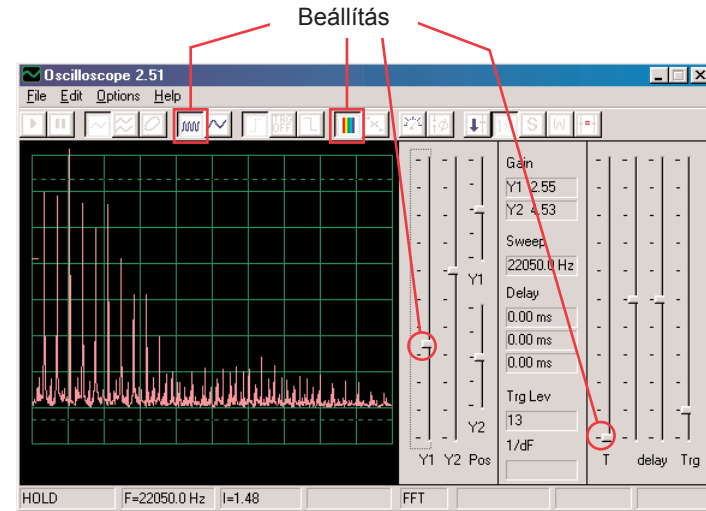 Beállítás
Oscilloscope 2.51
File Edit Options Help
TRG OFF S W
Gain
Y1 2.55
Y2 4.53
Sweep
22050.0 Hz
Y1
Delay
0.00 ms
0.00 ms
0.00 ms
Trg Lev
13
Y2
1/dF
Y1 Y2 Pos T delay Trg
HOLD F=22050.0 Hz I=1.48 FFT